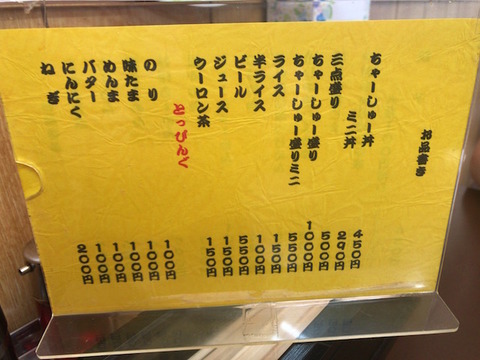 お品書き
ちゃーしゅー丼 450円
ミニ丼 290円
三点盛り 500円
ちゃーしゅー盛り 1000円
ちゃーしゅー盛りミニ 550円
ライス 150円
半ライス 100円
ビール 550円
ジュース 150円
ウーロン茶 150円
とっぴんぐ
のり 100円
味たま 100円
めんま 100円
バター 100円
にんにく 100円
ねぎ 200円